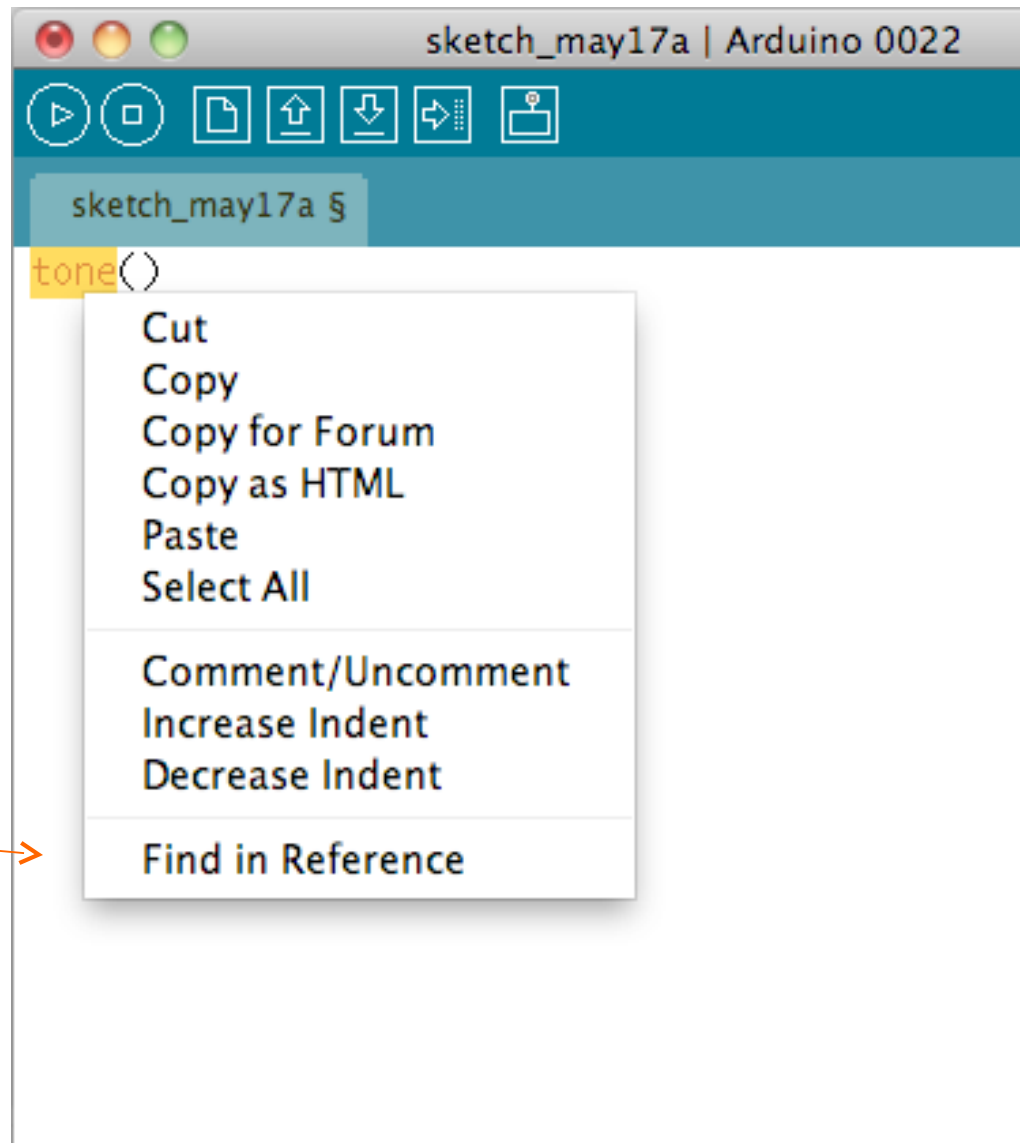 sketch_may17a | Arduino 0022
sketch_may17a §
tone()
Cut
Copy
Copy for Forum
Copy as HTML
Paste
Select All
Comment/Uncomment
Increase Indent
Decrease Indent
Find in Reference